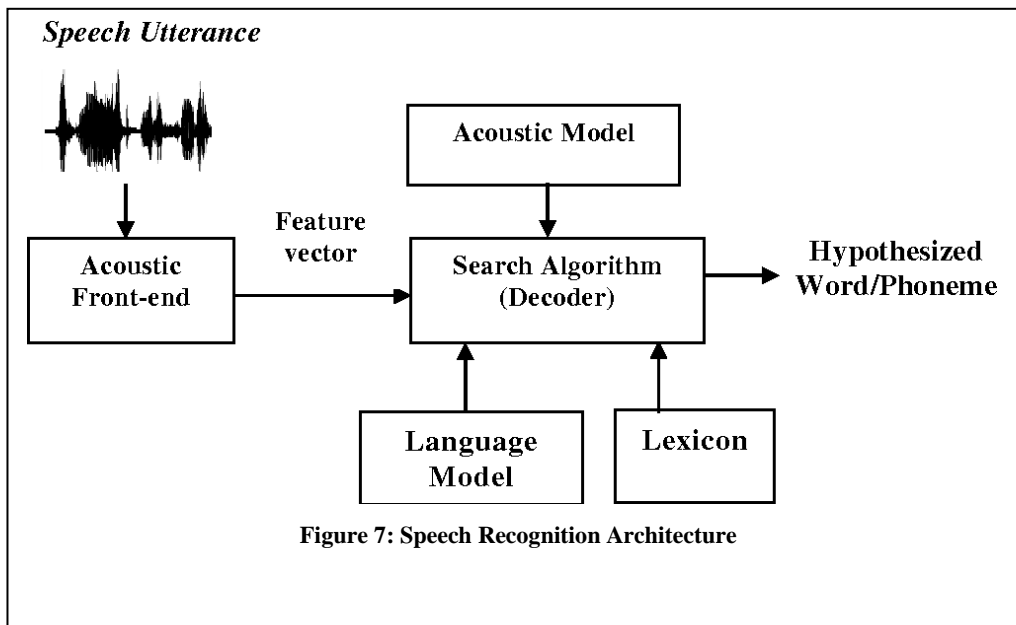 Speech Utterance
Acoustic Model
Feature
vector
Acoustic
Front-end
Search Algorithm
(Decoder)
Hypothesized
Word/Phoneme
Language
Model
Lexicon
Figure 7: Speech Recognition Architecture